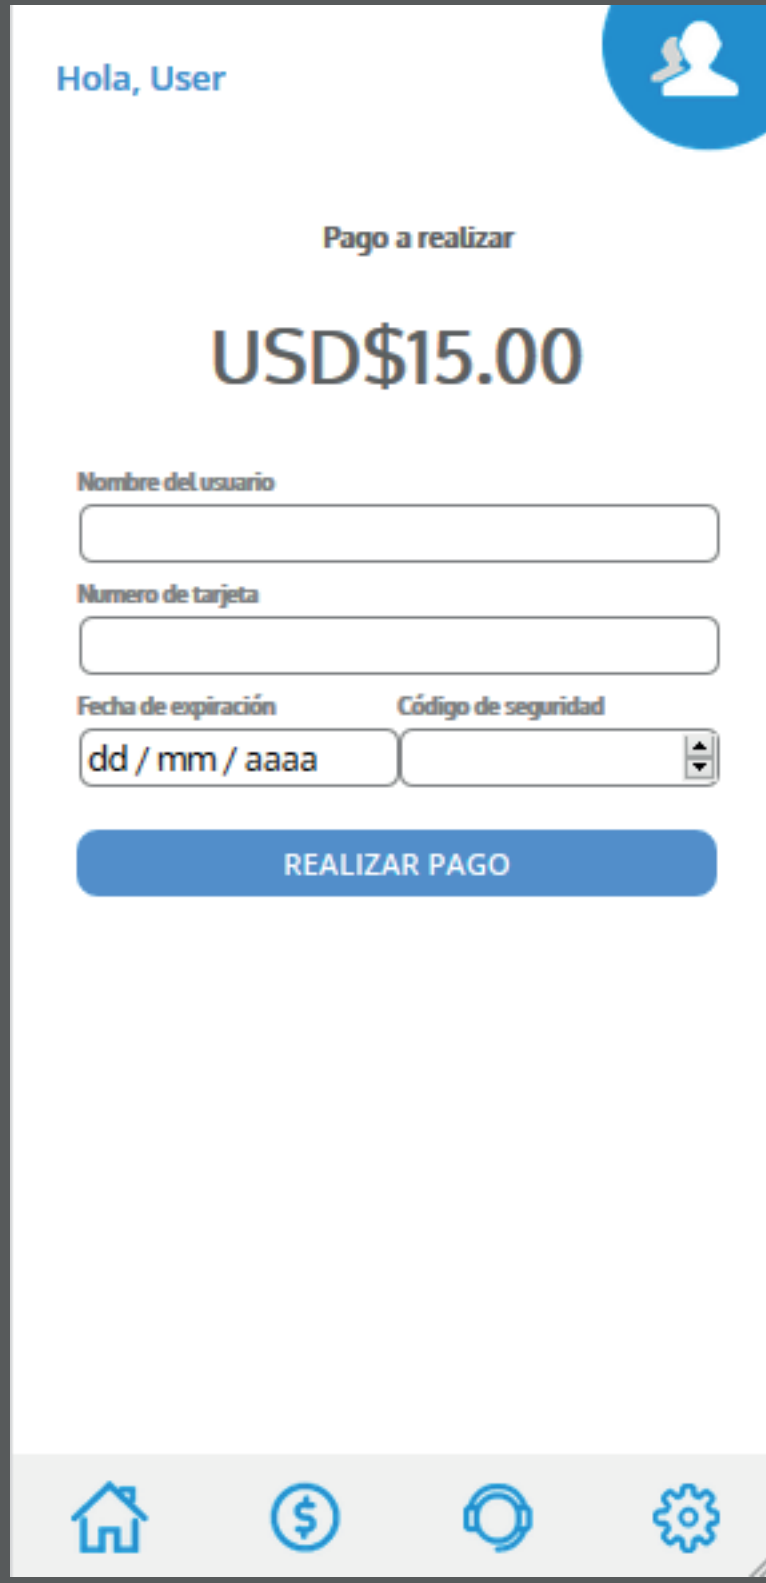 Hola, User
Pago a realizar
USD$15.00
Nombre del usuario
Numero de tarjeta
Fecha de expiración Código de seguridad
dd / mm / aaaa
REALIZAR PAGO
$